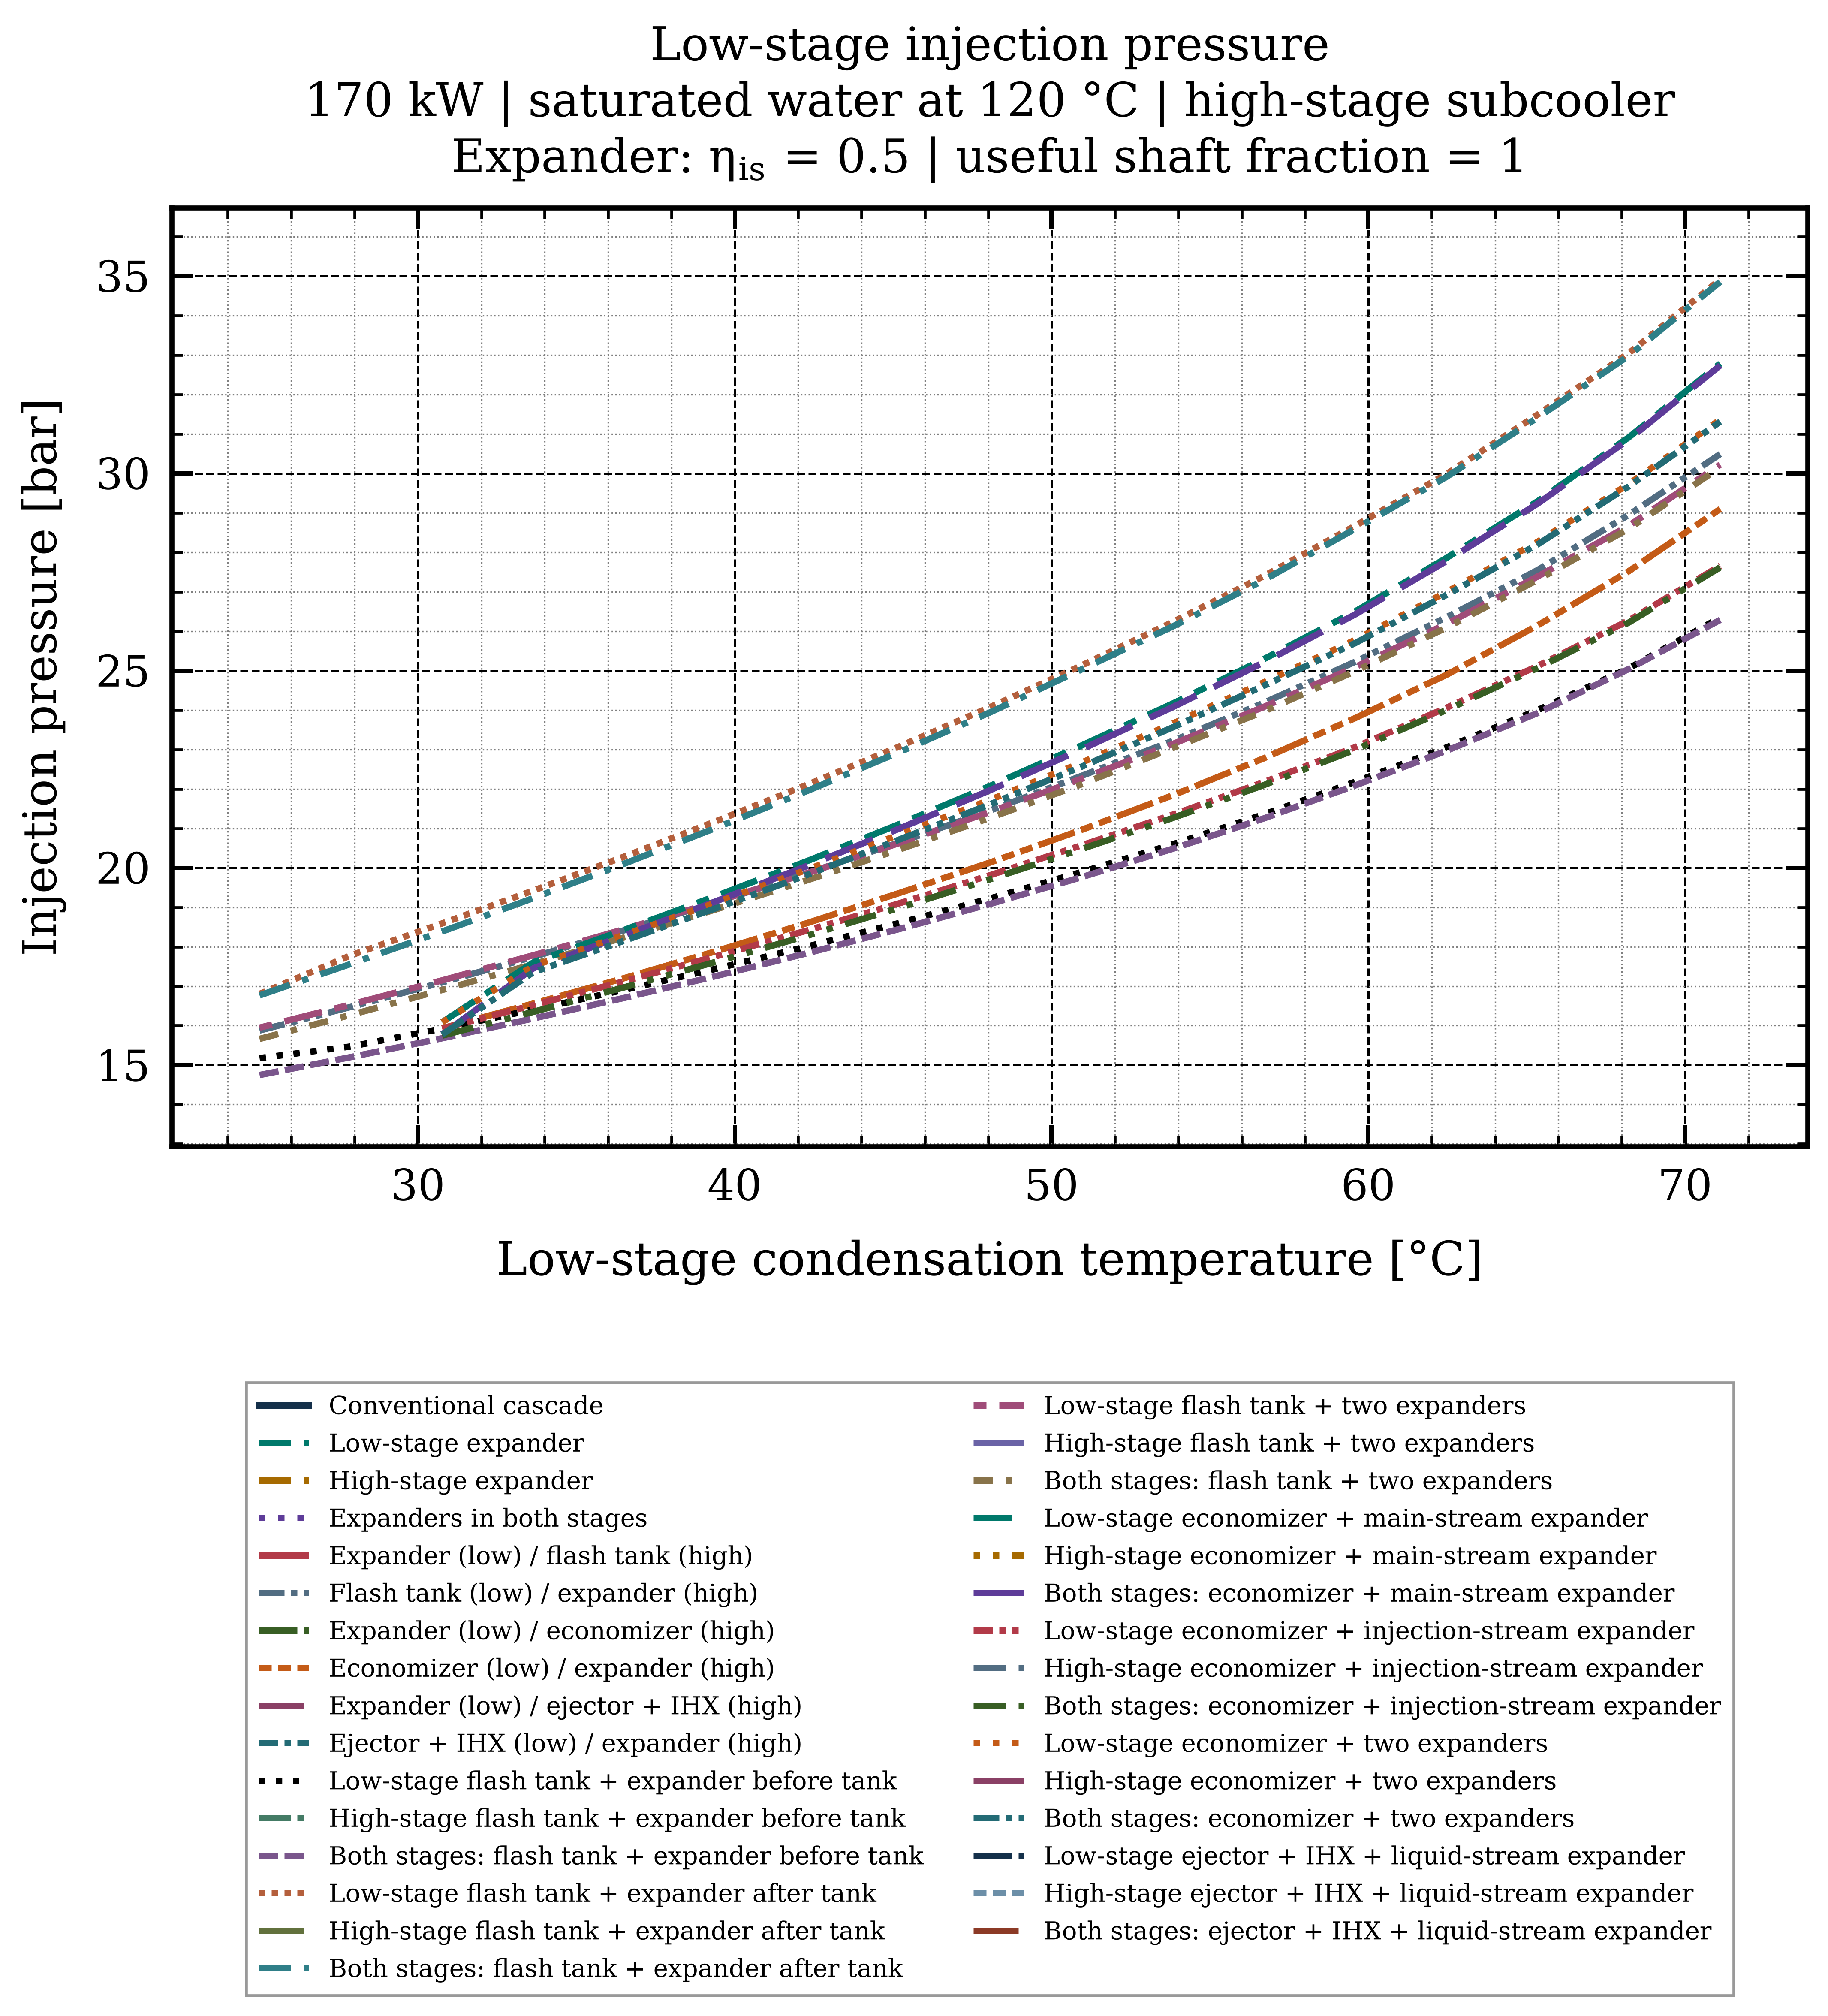 Low-stage injection pressure
170 kW | saturated water at 120 °C | high-stage subcooler
Expander: ηis = 0.5 | useful shaft fraction = 1
Injection pressure [bar]
35
30
25
20
15
30 40 50 60 70
Low-stage condensation temperature [°C]
Conventional cascade
Low-stage expander
High-stage expander
Expanders in both stages
Expander (low) / flash tank (high)
Flash tank (low) / expander (high)
Expander (low) / economizer (high)
Economizer (low) / expander (high)
Expander (low) / ejector + IHX (high)
Ejector + IHX (low) / expander (high)
Low-stage flash tank + expander before tank
High-stage flash tank + expander before tank
Both stages: flash tank + expander before tank
Low-stage flash tank + expander after tank
High-stage flash tank + expander after tank
Both stages: flash tank + expander after tank
Low-stage flash tank + two expanders
High-stage flash tank + two expanders
Both stages: flash tank + two expanders
Low-stage economizer + main-stream expander
High-stage economizer + main-stream expander
Both stages: economizer + main-stream expander
Low-stage economizer + injection-stream expander
High-stage economizer + injection-stream expander
Both stages: economizer + injection-stream expander
Low-stage economizer + two expanders
High-stage economizer + two expanders
Both stages: economizer + two expanders
Low-stage ejector + IHX + liquid-stream expander
High-stage ejector + IHX + liquid-stream expander
Both stages: ejector + IHX + liquid-stream expander